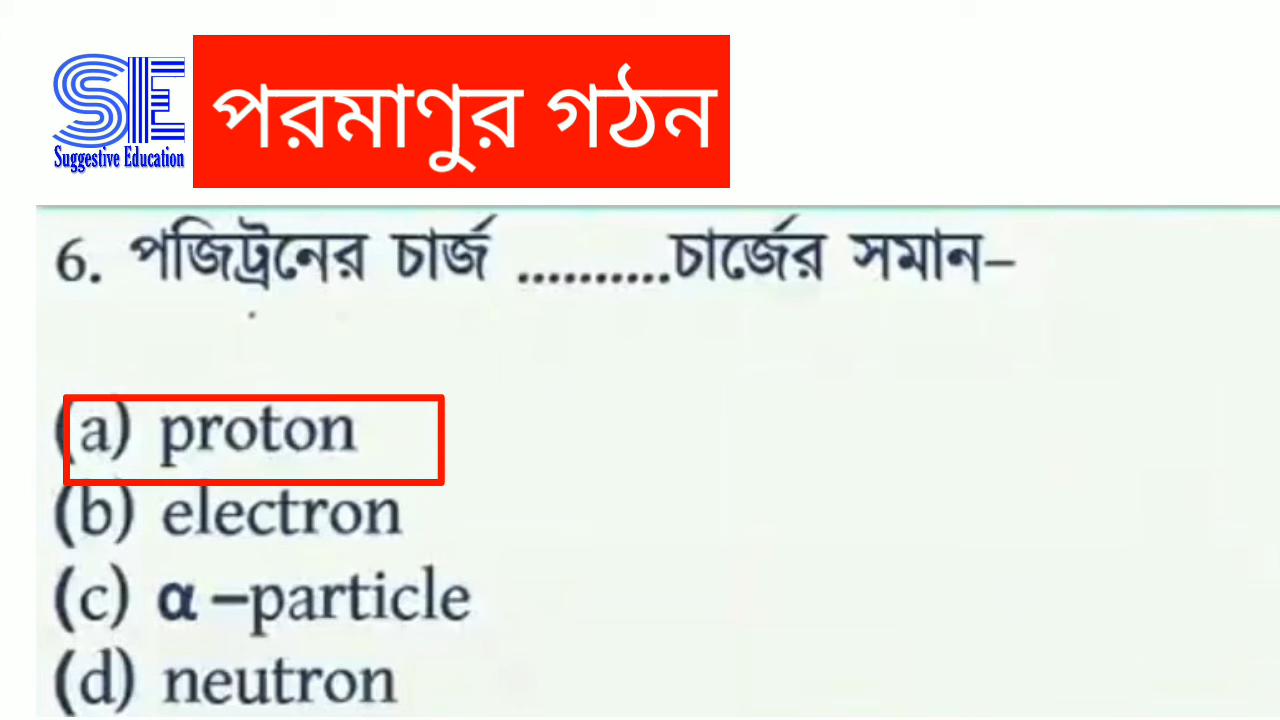 SE
Suggestive Education
পরমাণুর গঠন
6. পজিট্রনের চার্জ ..........চার্জের সমান–
(a) proton
(b) electron
(c) α –particle
(d) neutron